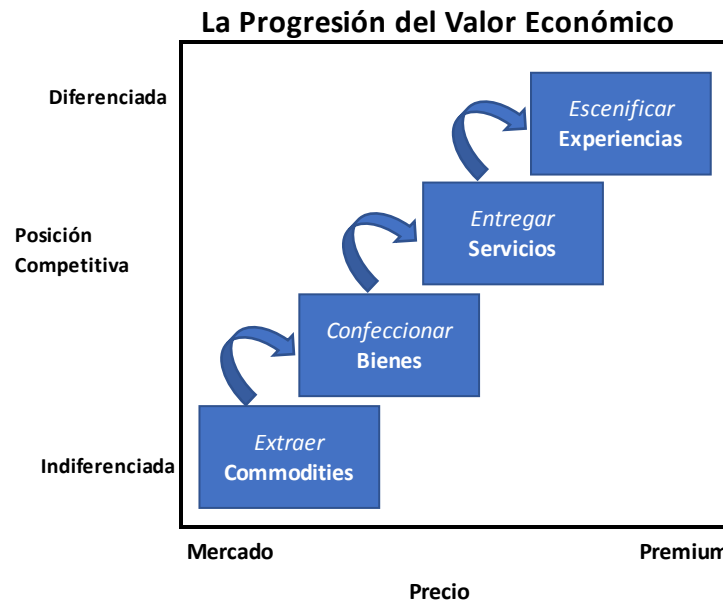 La Progresión del Valor Económico
Diferenciada
Escenificar
Experiencias
Entregar
Servicios
Posición
Competitiva
Confeccionar
Bienes
Extraer
Commodities
Indiferenciada
Mercado
Premium
Precio